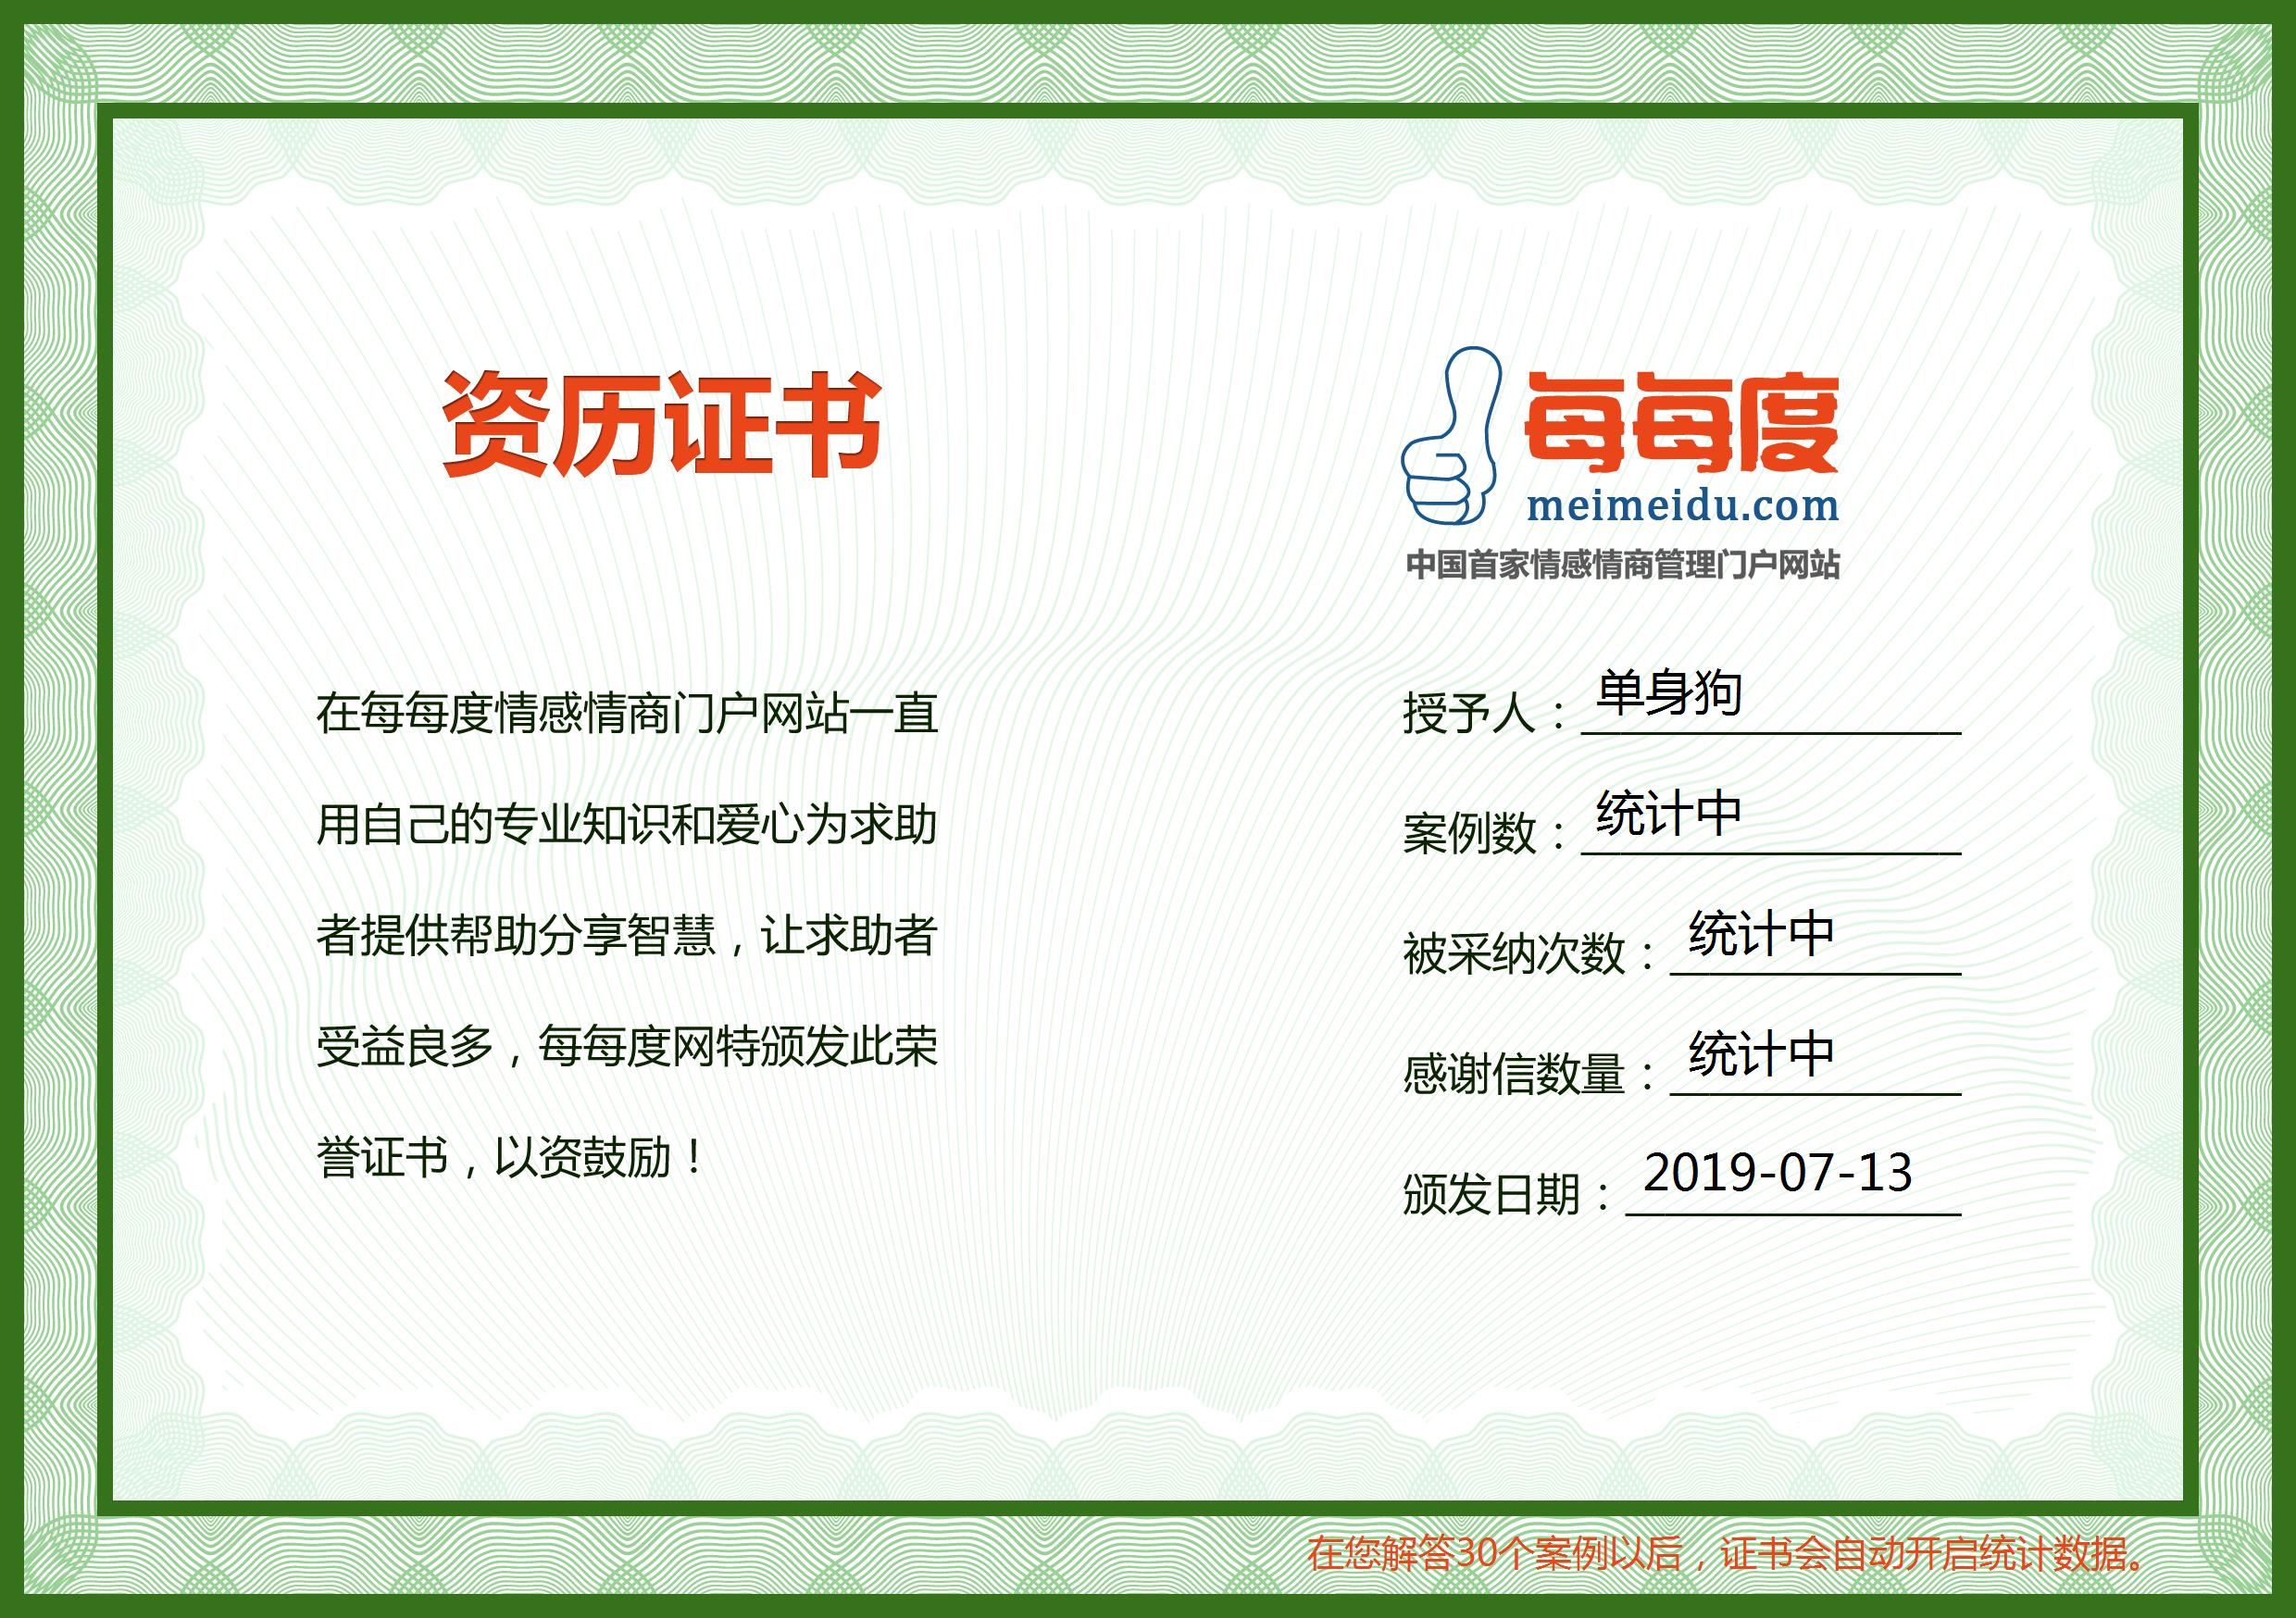 资历证书
在每每度情感情商门户网站一直
用自己的专业知识和爱心为求助
者提供帮助分享智慧，让求助者
受益良多，每每度网特颁发此荣
誉证书，以资鼓励！
每每度
meimeidu.com
中国首家情感情商管理门户网站
授予人：单身狗
案例数：统计中
被采纳次数：统计中
感谢信数量：统计中
颁发日期：2019-07-13
在您解答30个案例以后，证书会自动开启统计数据。